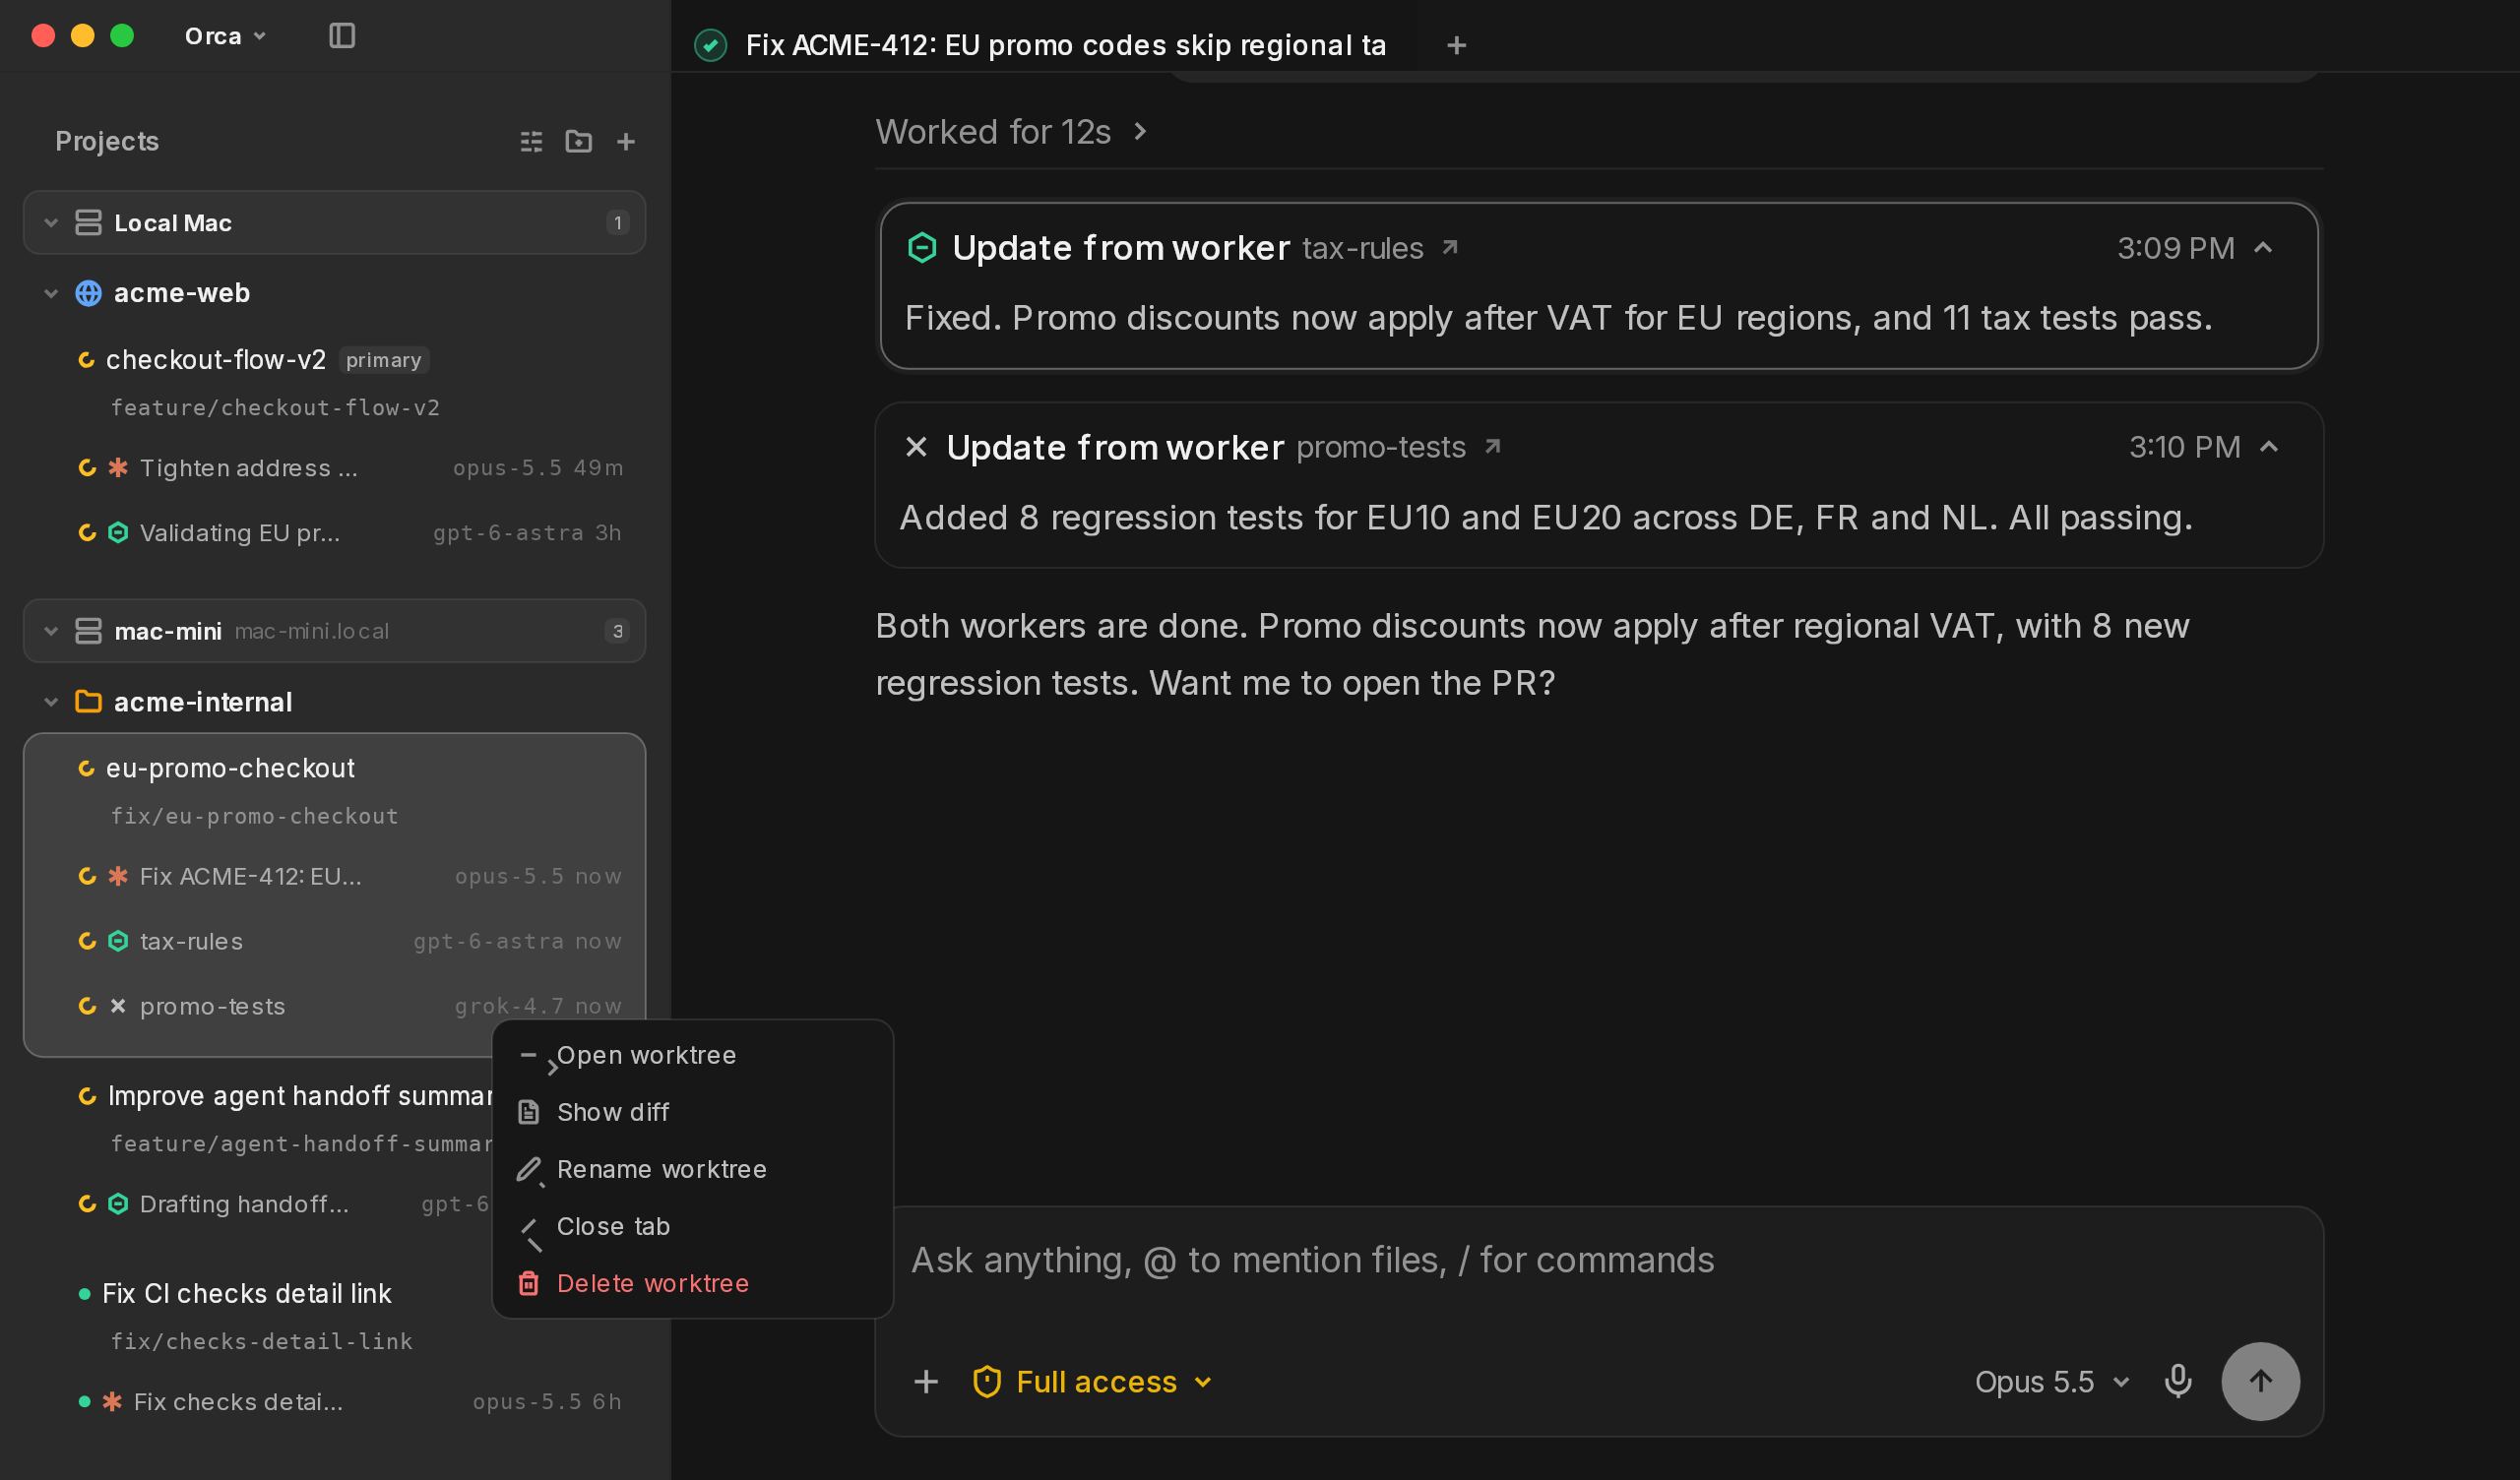 Orca
Fix ACME-412: EU promo codes skip regional ta
Projects
Local Mac 1
acme-web
checkout-flow-v2 primary
feature/checkout-flow-v2
Tighten address ... opus-5.5 49m
Validating EU pr... gpt-6-astra 3h
mac-mini mac-mini.local 3
acme-internal
eu-promo-checkout
fix/eu-promo-checkout
Fix ACME-412: EU... opus-5.5 now
tax-rules gpt-6-astra now
promo-tests grok-4.7 now
Improve agent handoff summar
feature/agent-handoff-summar
Drafting handoff... gpt-6
Fix CI checks detail link
fix/checks-detail-link
Fix checks detai... opus-5.5 6h
Open worktree
Show diff
Rename worktree
Close tab
Delete worktree
Worked for 12s
Update from worker tax-rules 3:09 PM
Fixed. Promo discounts now apply after VAT for EU regions, and 11 tax tests pass.
Update from worker promo-tests 3:10 PM
Added 8 regression tests for EU10 and EU20 across DE, FR and NL. All passing.
Both workers are done. Promo discounts now apply after regional VAT, with 8 new
regression tests. Want me to open the PR?
Ask anything, @ to mention files, / for commands
Full access
Opus 5.5